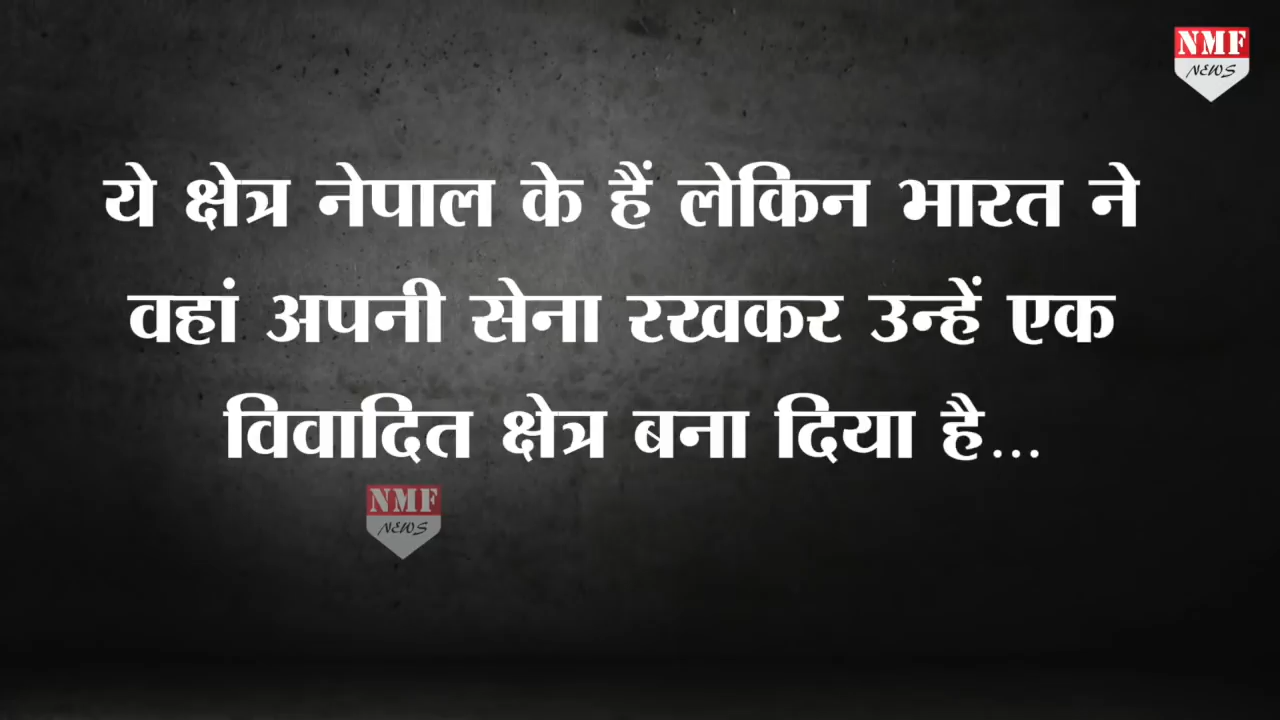 NMF
NEWS
ये क्षेत्र नेपाल के हैं लेकिन भारत ने
वहां अपनी सेना रखकर उन्हें एक
विवादित क्षेत्र बना दिया है...
NMF
NEWS